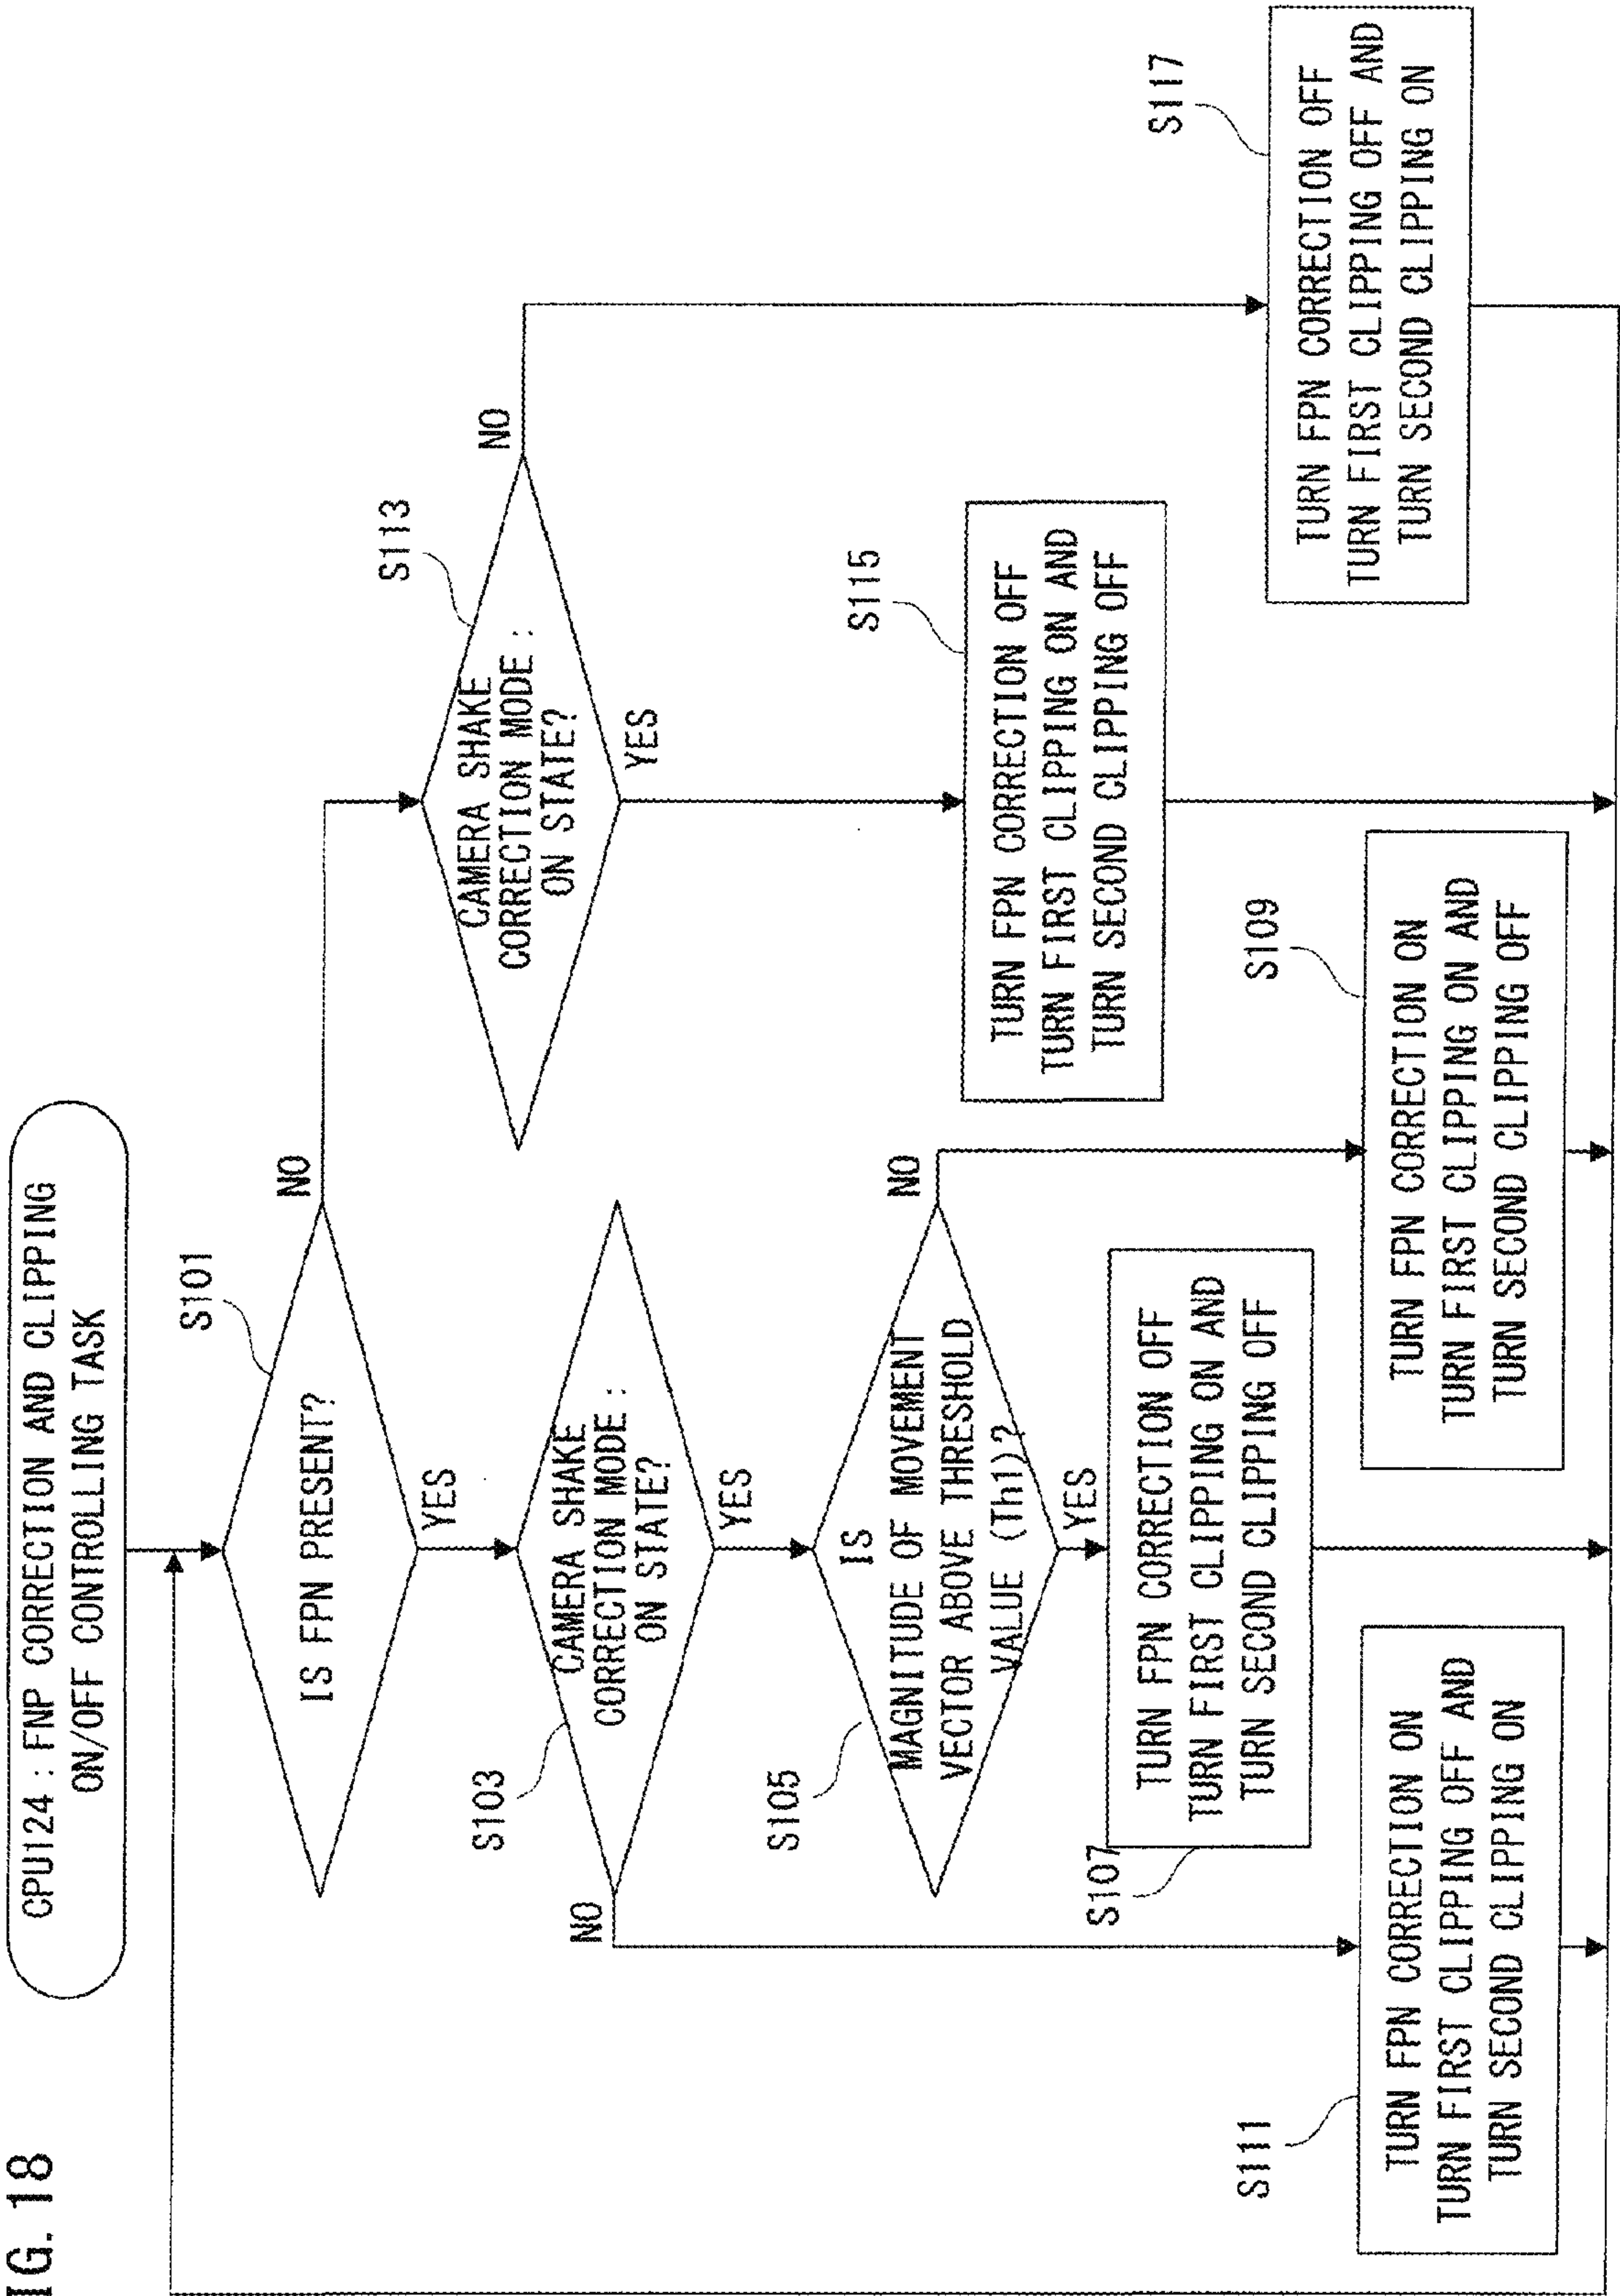 IG. 18
CPU124 : FNP CORRECTION AND CLIPPING
ON/OFF CONTROLLING TASK
S101
IS FPN PRESENT?
NO
YES
S103
CAMERA SHAKE
CORRECTION MODE :
ON STATE?
NO
YES
S105
IS
MAGNITUDE OF MOVEMENT
VECTOR ABOVE THRESHOLD
VALUE (Th1)?
NO
YES
S107
TURN FPN CORRECTION OFF
TURN FIRST CLIPPING ON AND
TURN SECOND CLIPPING OFF
S109
TURN FPN CORRECTION ON
TURN FIRST CLIPPING ON AND
TURN SECOND CLIPPING OFF
S111
TURN FPN CORRECTION ON
TURN FIRST CLIPPING OFF AND
TURN SECOND CLIPPING ON
S113
CAMERA SHAKE
CORRECTION MODE :
ON STATE?
NO
YES
S115
TURN FPN CORRECTION OFF
TURN FIRST CLIPPING ON AND
TURN SECOND CLIPPING OFF
S117
TURN FPN CORRECTION OFF
TURN FIRST CLIPPING OFF AND
TURN SECOND CLIPPING ON